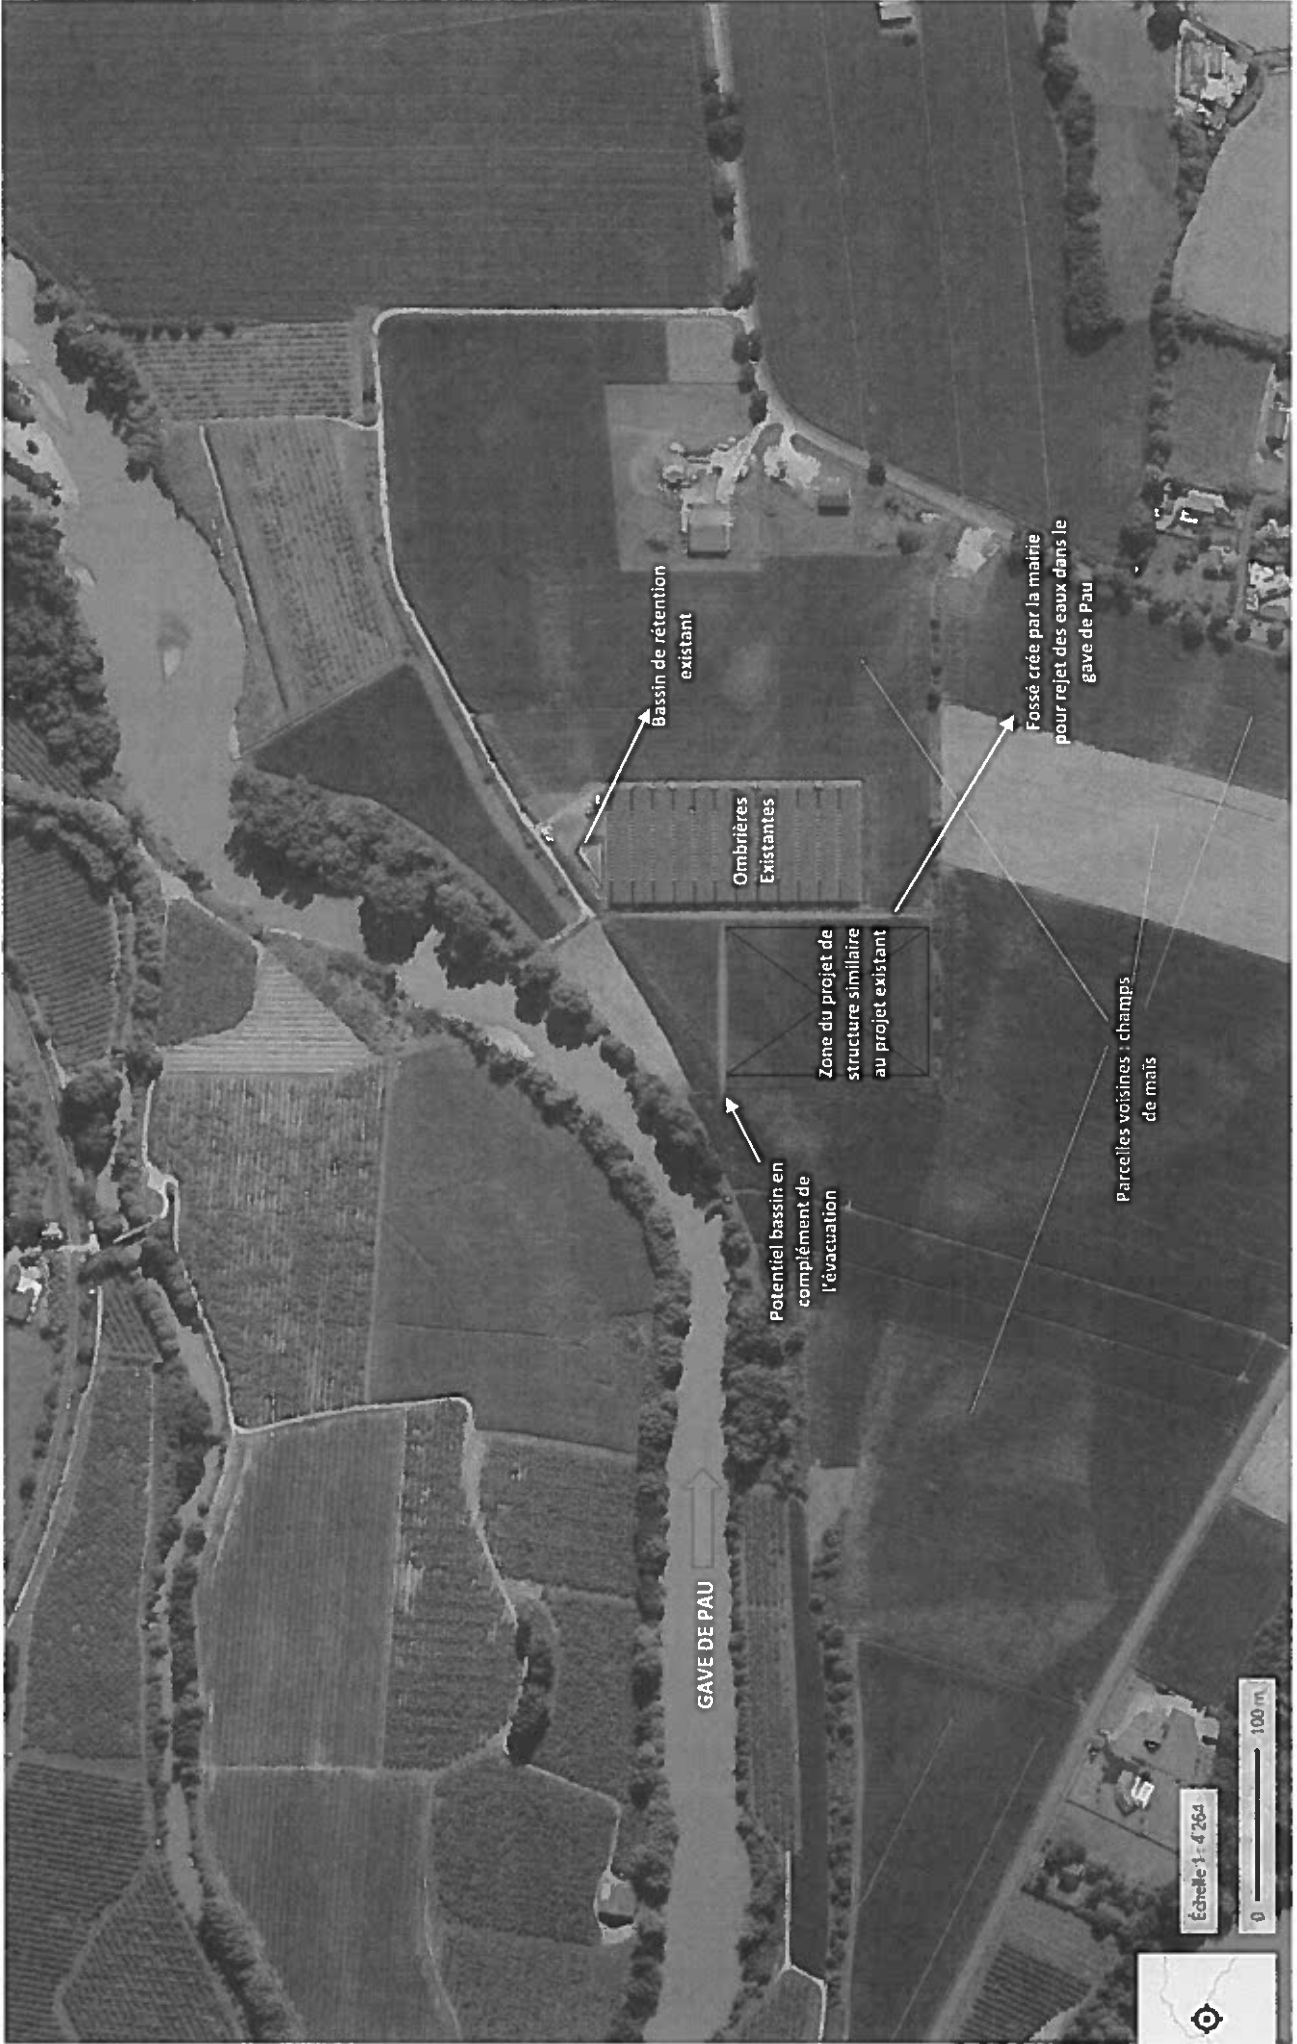 GAVE DE PAU
Potentiel bassin en
complément de
l'évacuation
Bassin de rétention
existant
Ombrières
Existantes
Zone du projet de
structure similaire
au projet existant
Fossé crée par la mairie
pour rejet des eaux dans le
gave de Pau
Parcelles voisines : champs
de maïs
Échelle 1 : 4'264
0 100 m